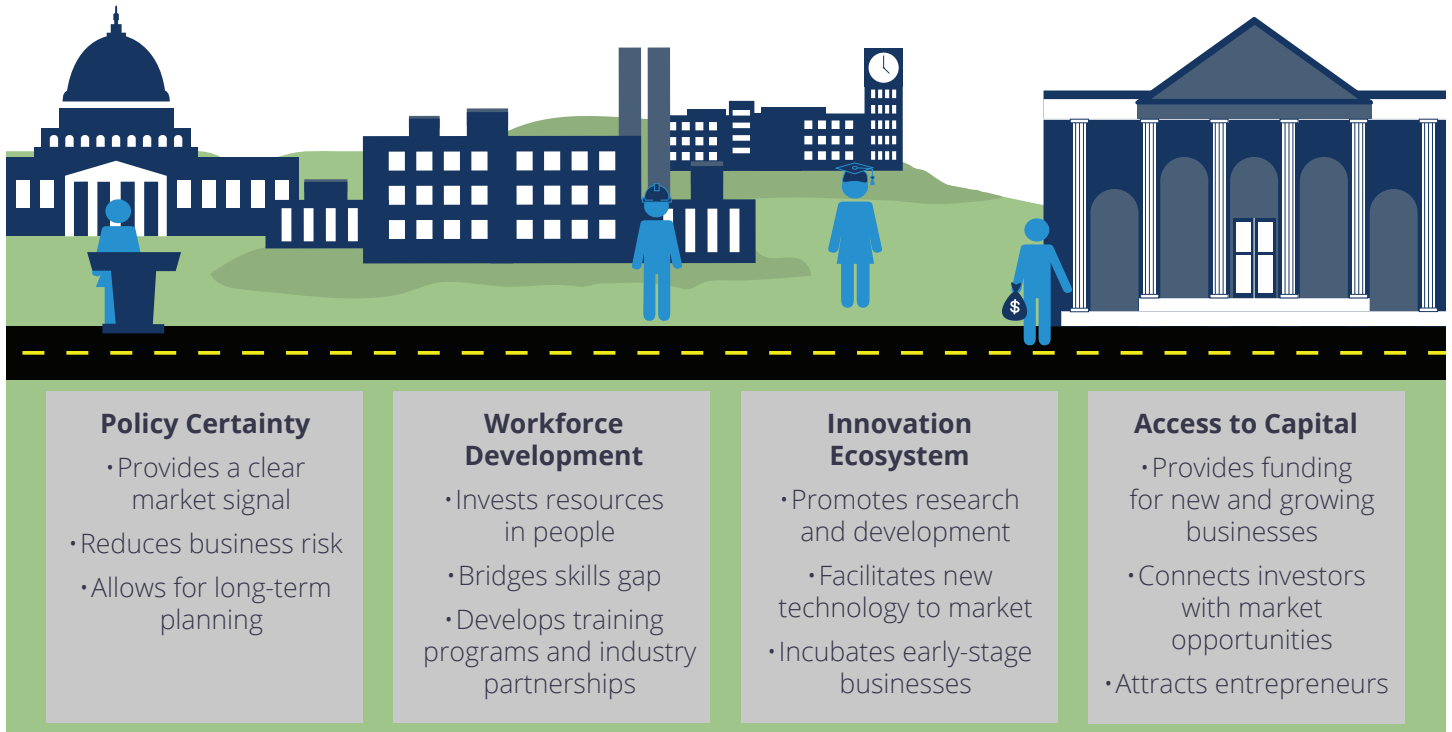 $
Policy Certainty
•Provides a clear
market signal
•Reduces business risk
•Allows for long-term
planning
Workforce
Development
•Invests resources
in people
•Bridges skills gap
•Develops training
programs and industry
partnerships
Innovation
Ecosystem
•Promotes research
and development
•Facilitates new
technology to market
•Incubates early-stage
businesses
Access to Capital
•Provides funding
for new and growing
businesses
•Connects investors
with market
opportunities
•Attracts entrepreneurs